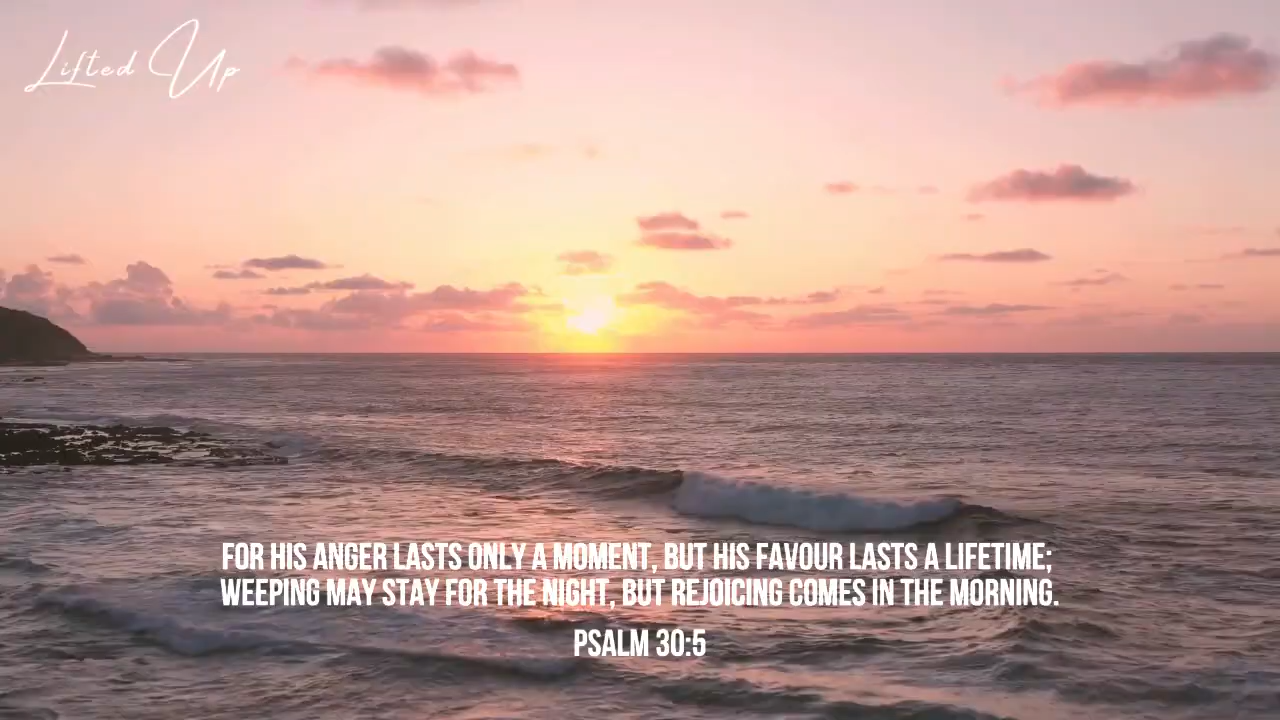 Lifted Up
FOR HIS ANGER LASTS ONLY A MOMENT, BUT HIS FAVOUR LASTS A LIFETIME;
WEEPING MAY STAY FOR THE NIGHT, BUT REJOICING COMES IN THE MORNING.
PSALM 30:5